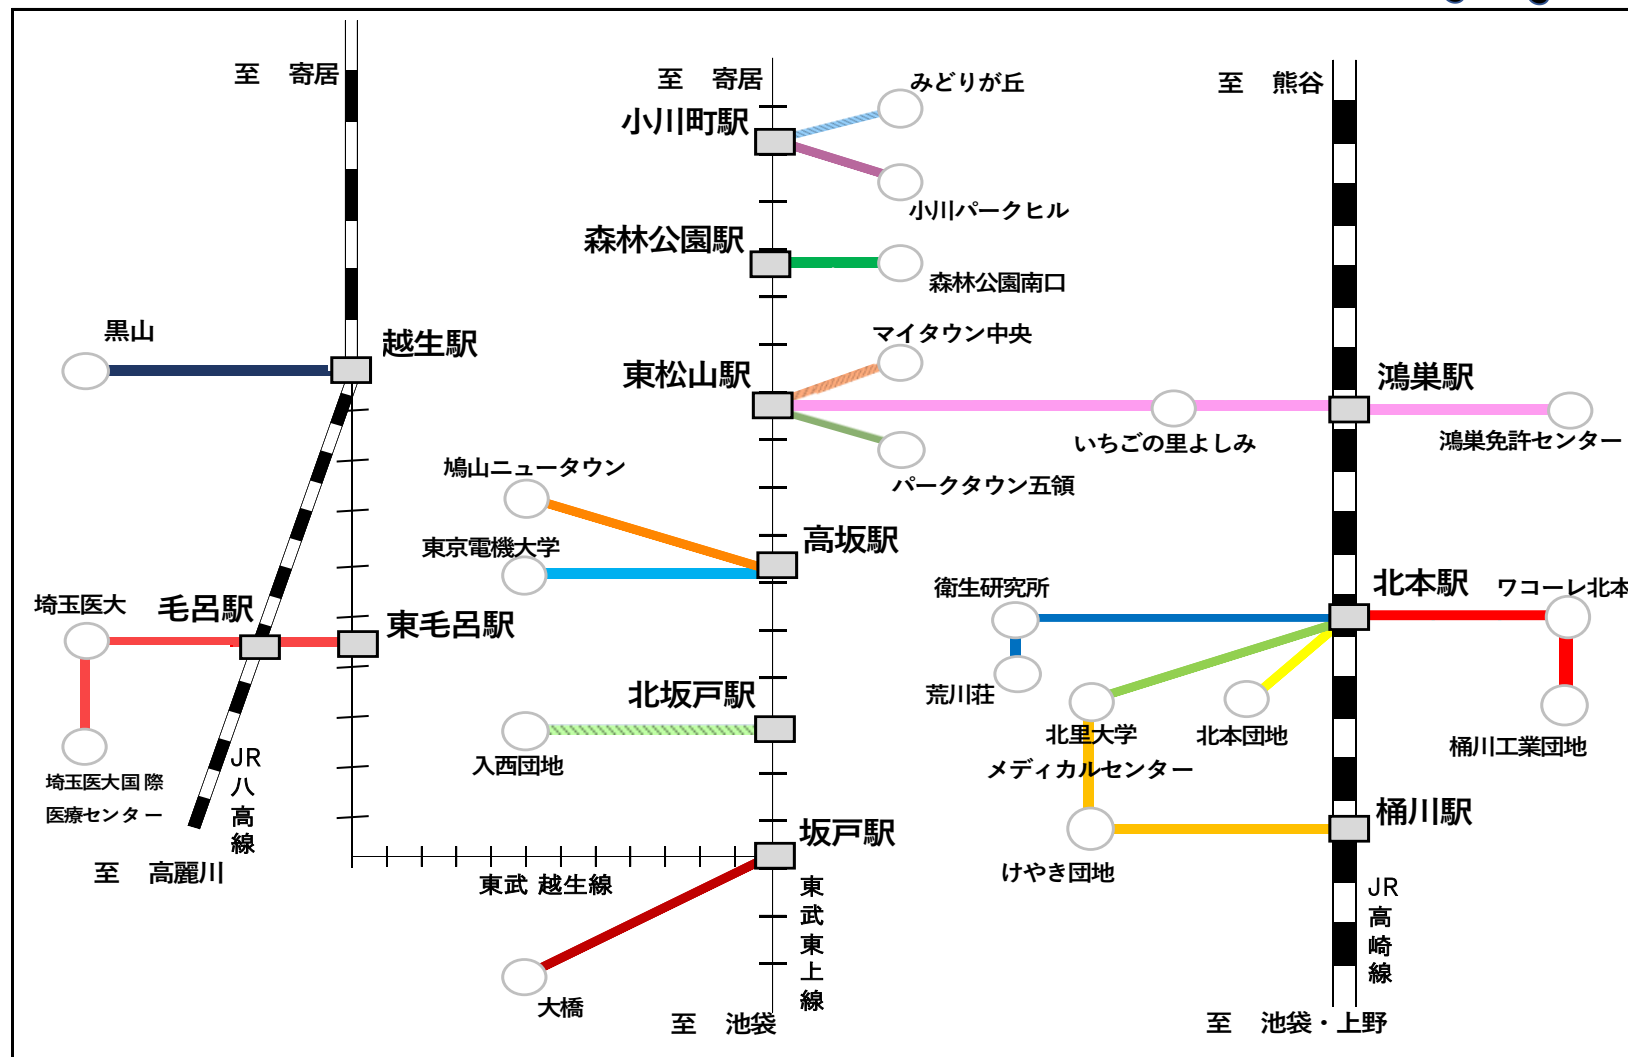 至　寄居
至　寄居
至　熊谷
みどりが丘
小川町駅
小川パークヒル
森林公園駅
森林公園南口
黒山
越生駅
マイタウン中央
東松山駅
鴻巣駅
いちごの里よしみ
鴻巣免許センター
鳩山ニュータウン
パークタウン五領
東京電機大学
高坂駅
衛生研究所
北本駅
ワコーレ北本
埼玉医大
毛呂駅
東毛呂駅
荒川荘
北坂戸駅
北里大学
メディカルセンター
北本団地
桶川工業団地
入西団地
埼玉医大国際
医療センター
JR八高線
坂戸駅
桶川駅
けやき団地
至　高麗川
東武 越生線
東武東上線
JR高崎線
大橋
至　池袋
至　池袋・上野